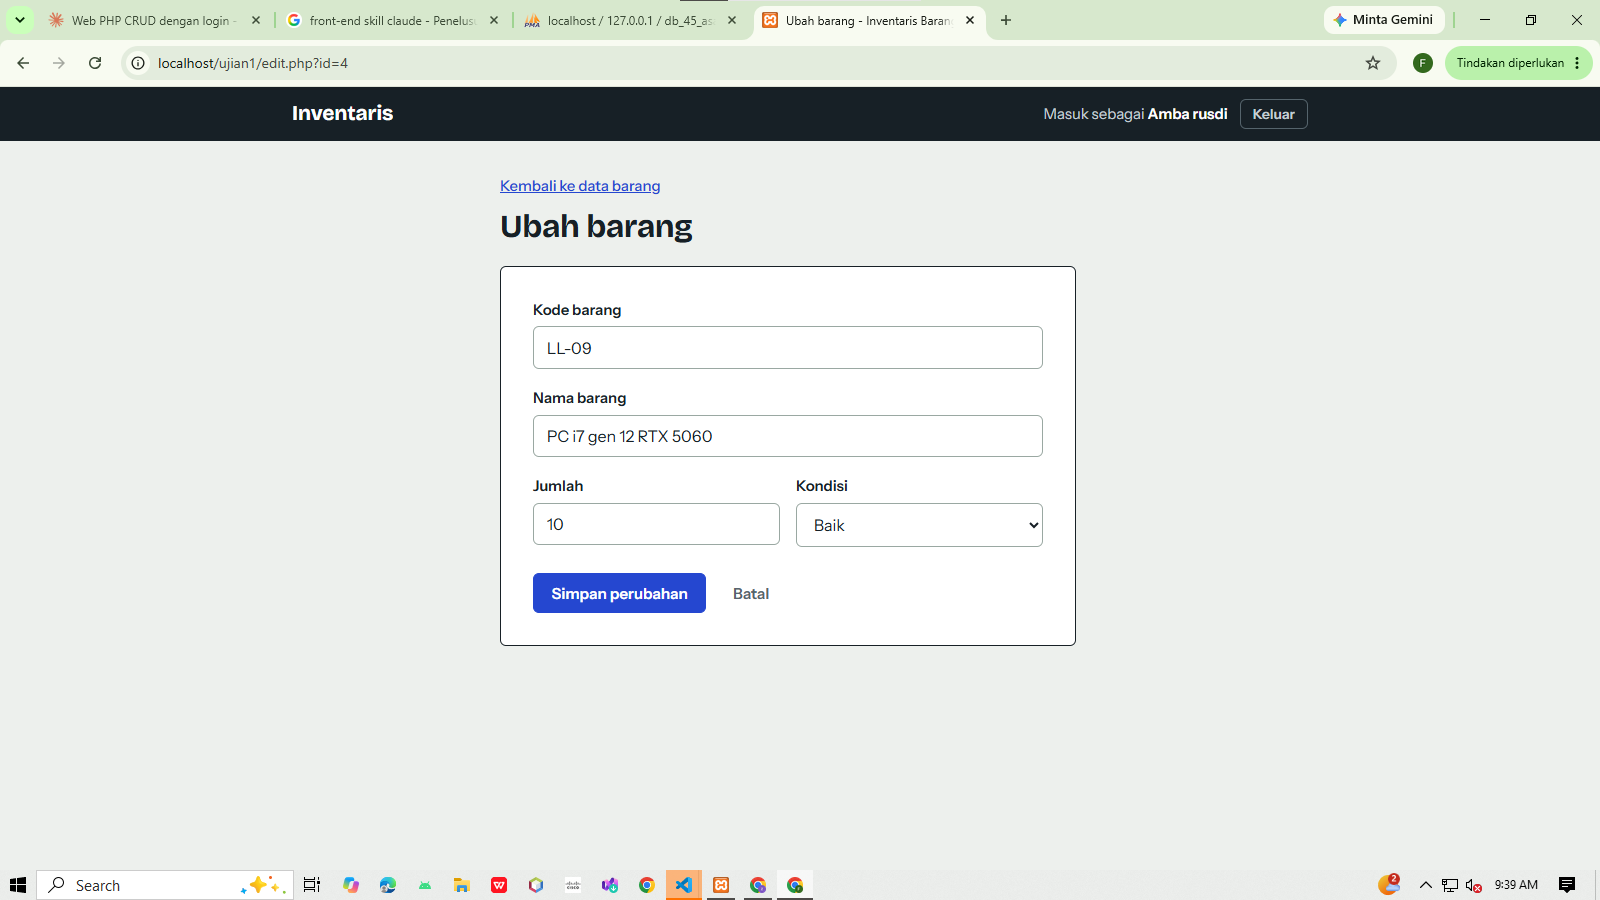 Web PHP CRUD dengan login -
front-end skill claude - Penelus
localhost / 127.0.0.1 / db_45_as
Ubah barang - Inventaris Barang
Minta Gemini
localhost/ujian1/edit.php?id=4
F
Tindakan diperlukan
Inventaris
Masuk sebagai Amba rusdi
Keluar
Kembali ke data barang
Ubah barang
Kode barang
LL-09
Nama barang
PC i7 gen 12 RTX 5060
Jumlah
Kondisi
10
Baik
Simpan perubahan
Batal
Search
2
9:39 AM